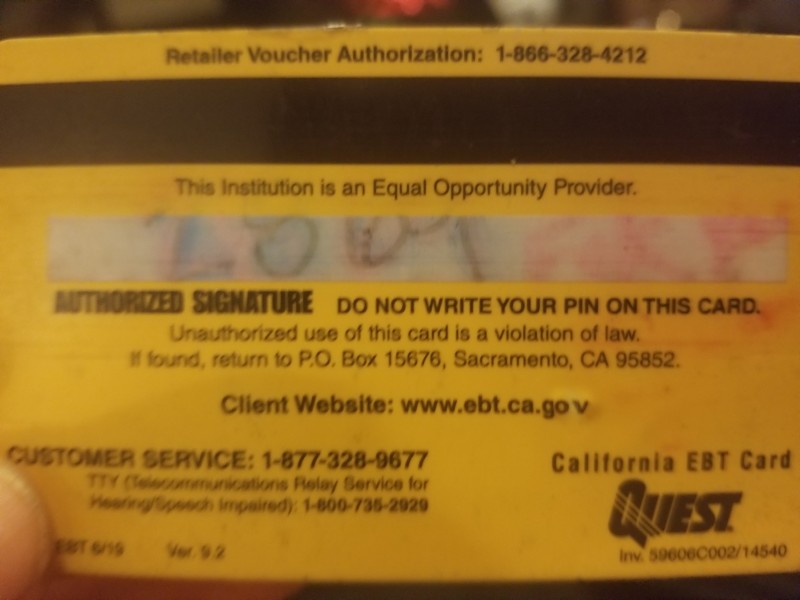 Retailer Voucher Authorization: 1-866-328-4212
This Institution is an Equal Opportunity Provider.
AUTHORIZED SIGNATURE DO NOT WRITE YOUR PIN ON THIS CARD.
Unauthorized use of this card is a violation of law.
If found, return to P.O. Box 15676, Sacramento, CA 95852.
Client Website: www.ebt.ca.gov
CUSTOMER SERVICE: 1-877-328-9677
TTY (Telecommunications Relay Service for
Hearing/Speech Impaired): 1-800-735-2929
EBT 6/19 Ver. 9.2
California EBT Card
QUEST
Inv. 59606C002/14540